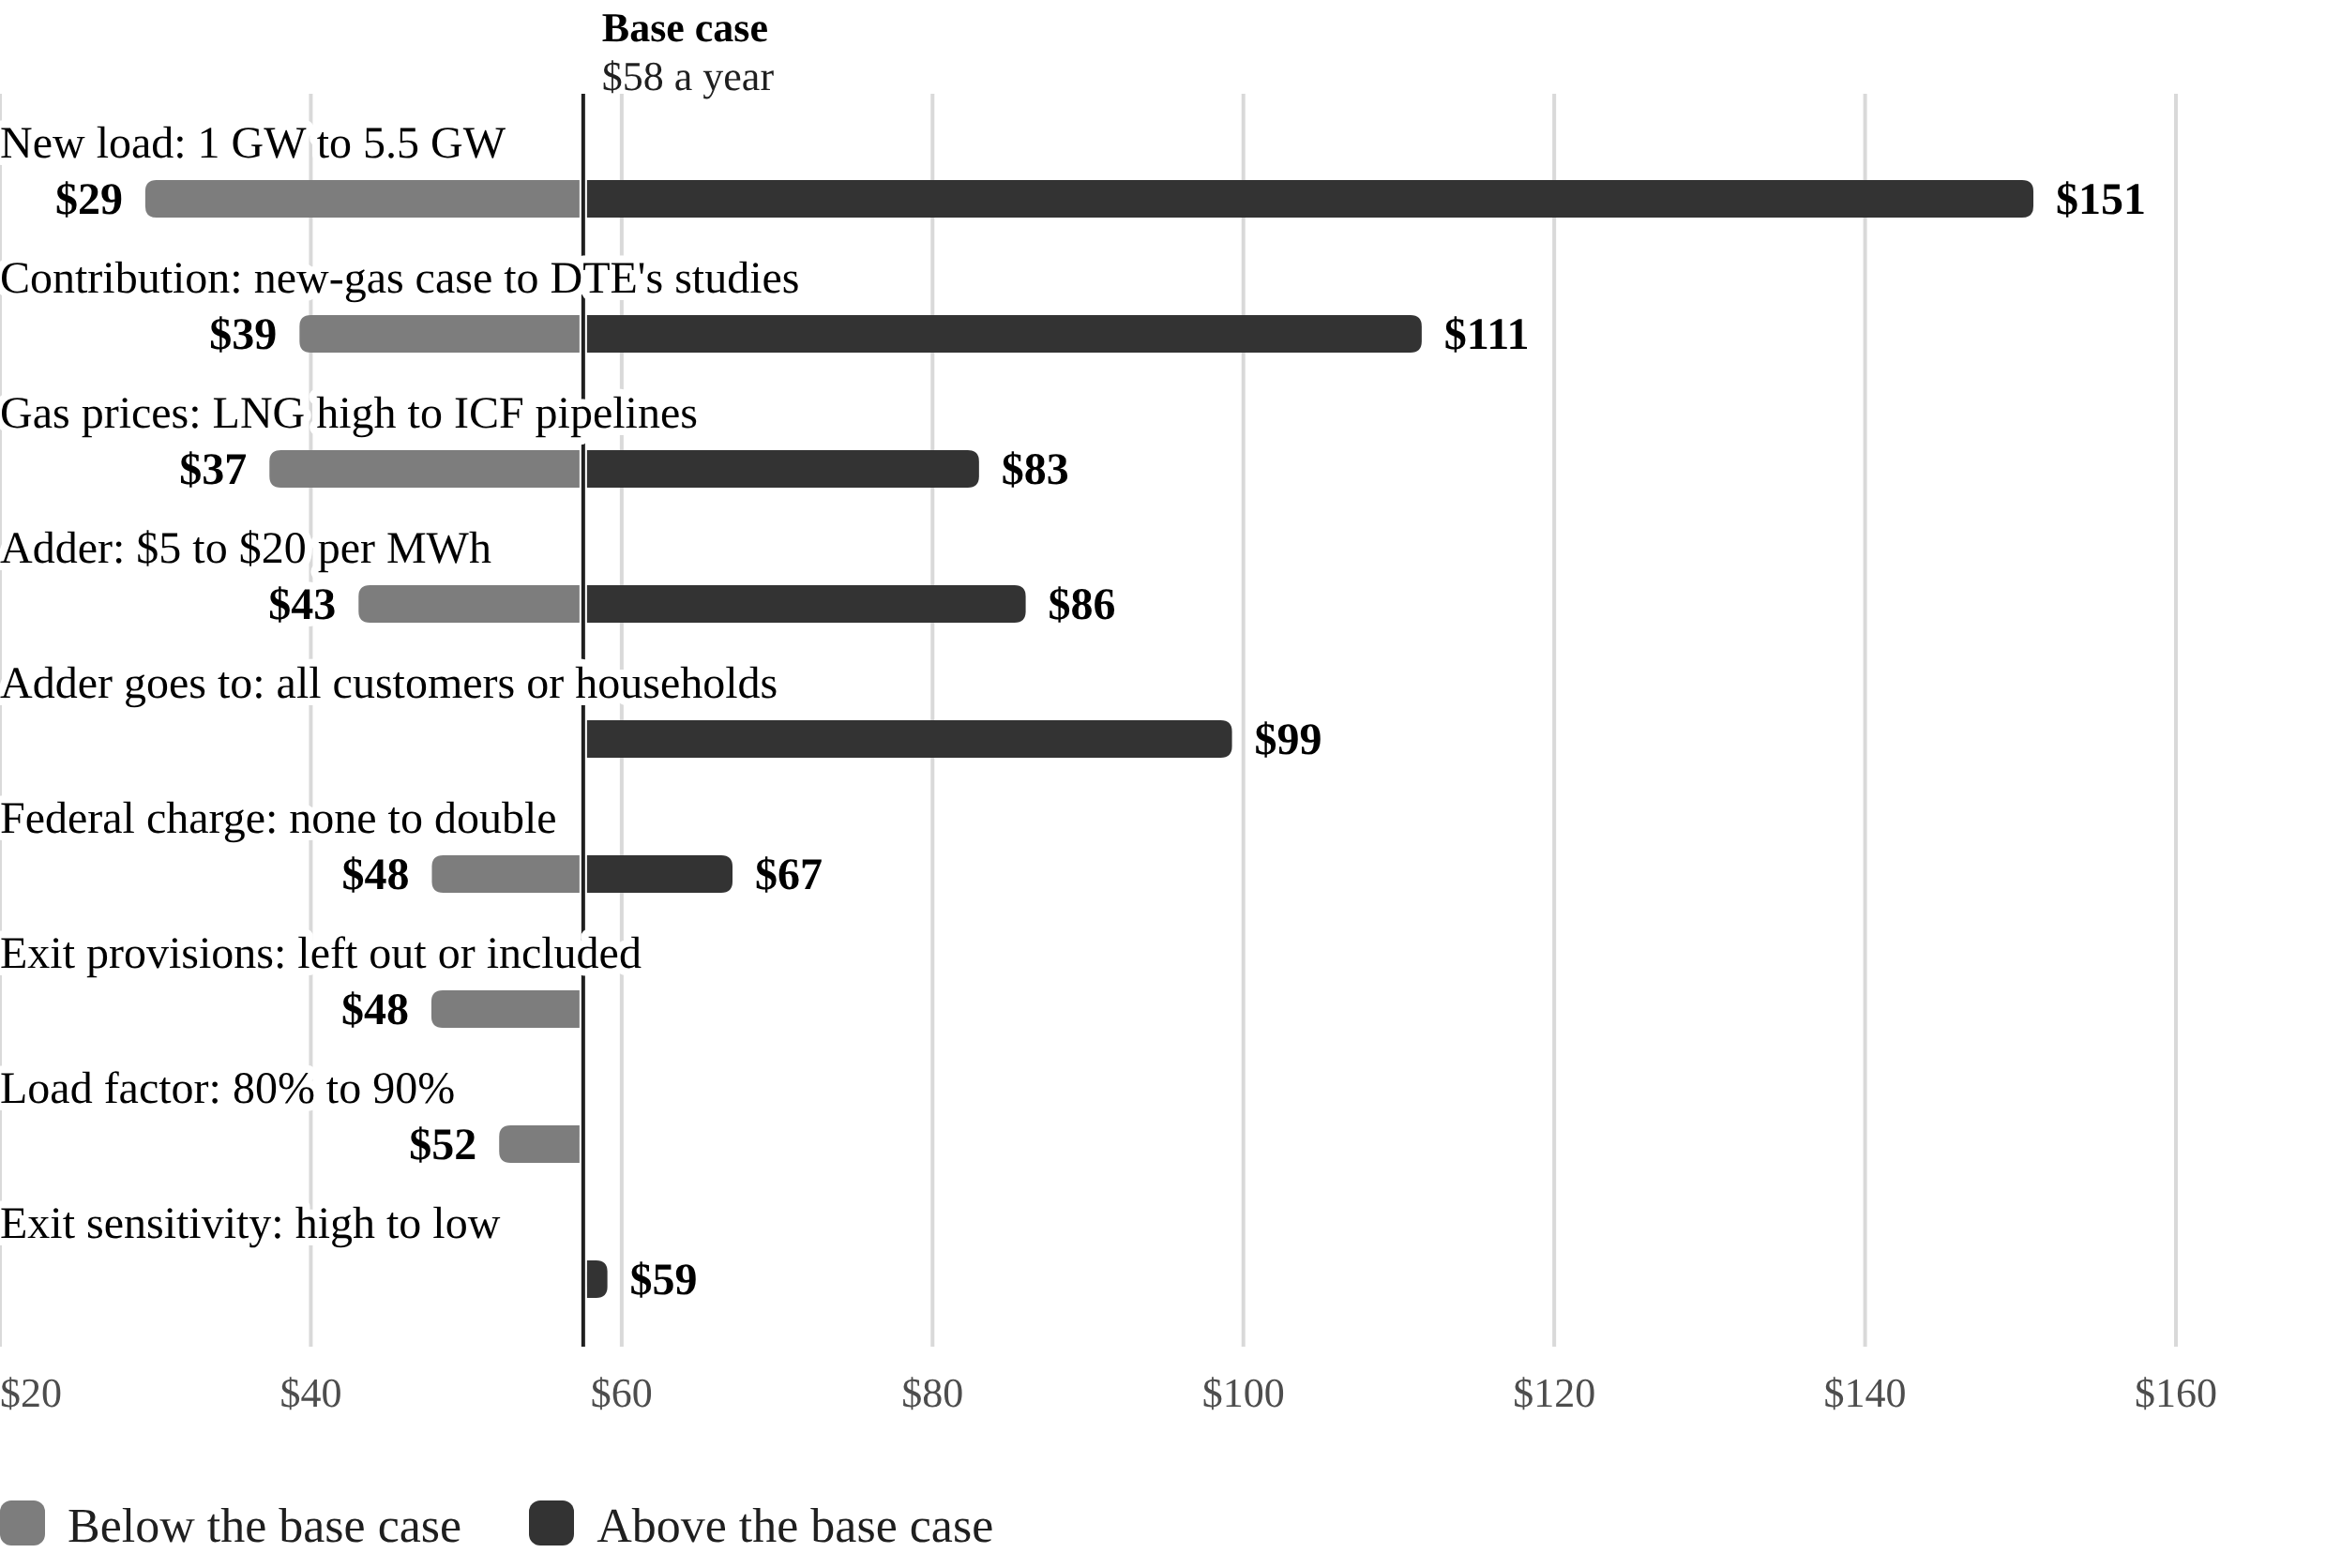 Base case
$58 a year
New load: 1 GW to 5.5 GW
$29 $151
Contribution: new-gas case to DTE's studies
$39 $111
Gas prices: LNG high to ICF pipelines
$37 $83
Adder: $5 to $20 per MWh
$43 $86
Adder goes to: all customers or households
$99
Federal charge: none to double
$48 $67
Exit provisions: left out or included
$48
Load factor: 80% to 90%
$52
Exit sensitivity: high to low
$59
$20 $40 $60 $80 $100 $120 $140 $160
Below the base case Above the base case